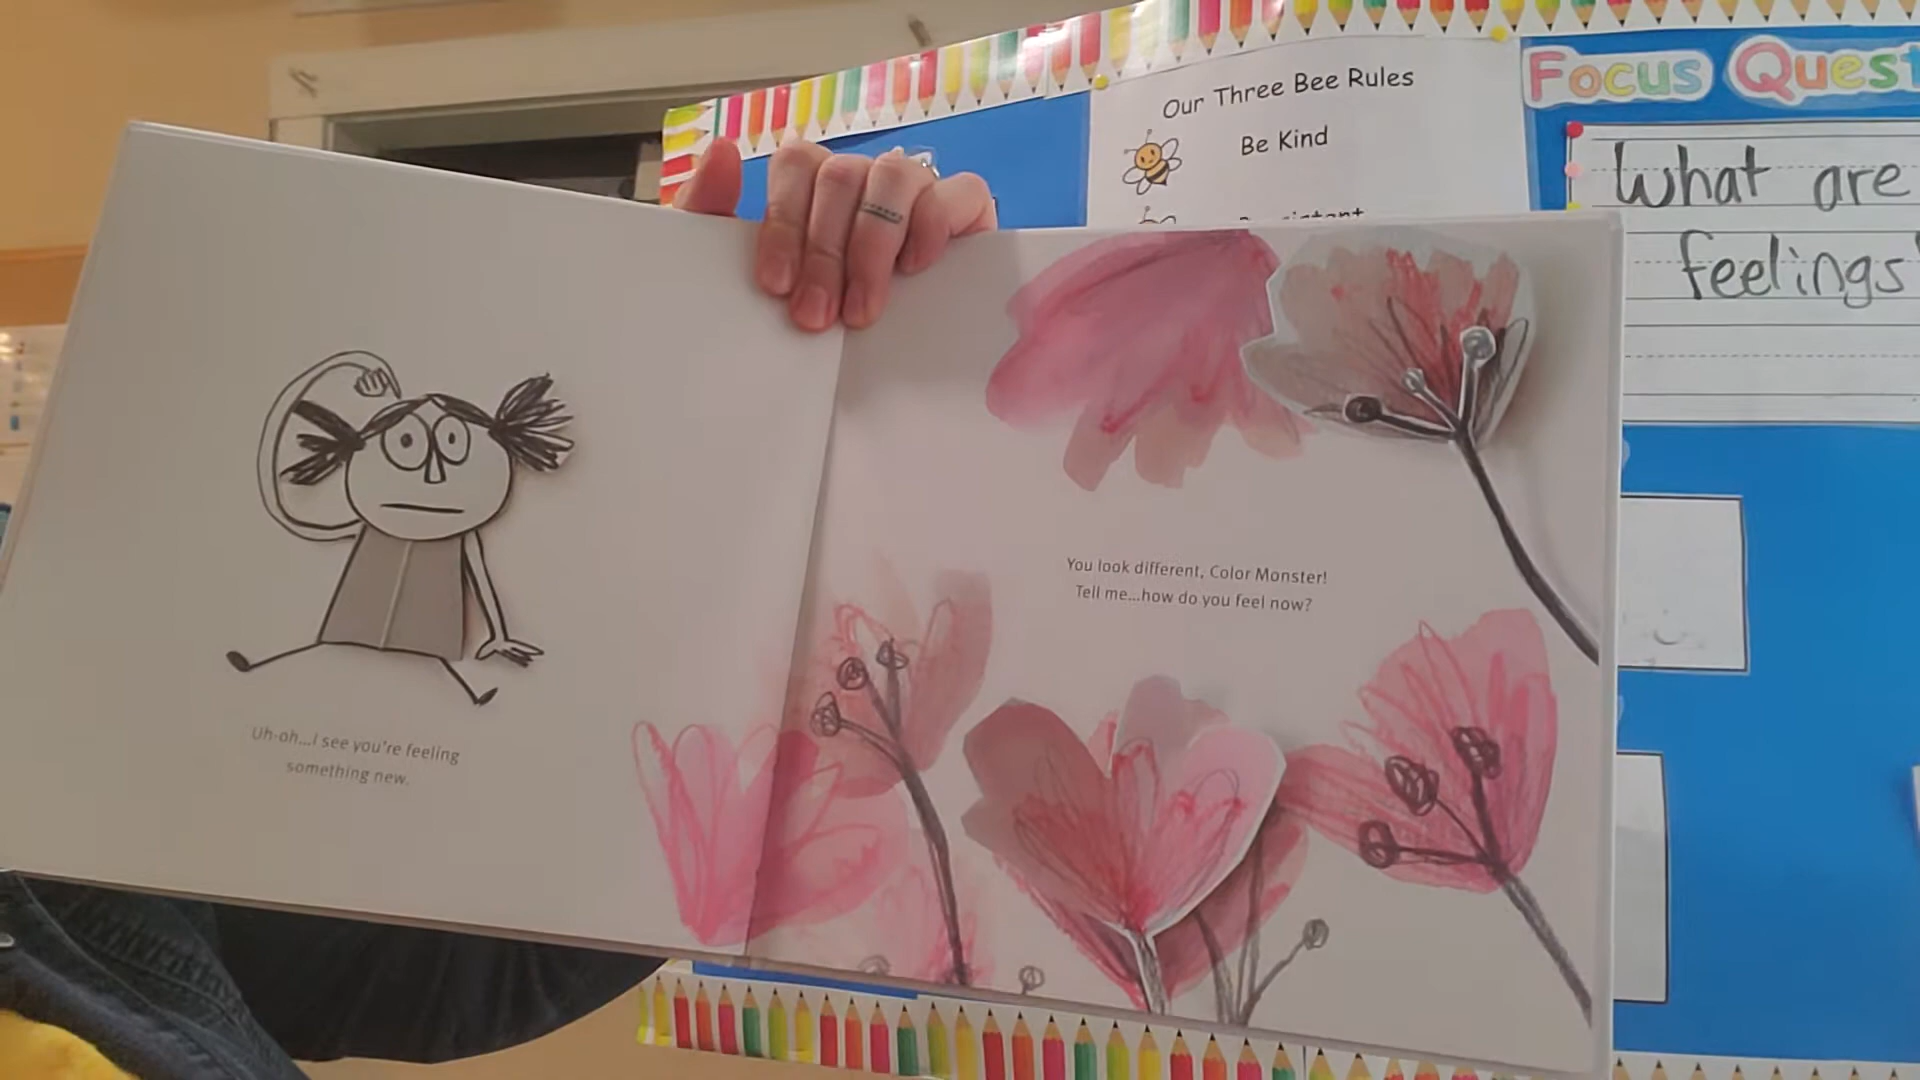 Our Three Bee Rules
Be Kind
Focus
What are
feelings
Uh-oh...I see you're feeling
something new.
You look different, Color Monster!
Tell me...how do you feel now?